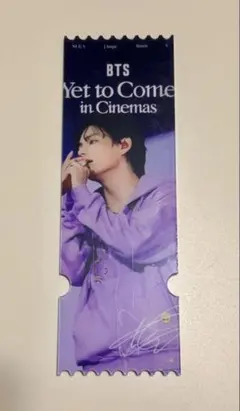 BTS
Yet to Come
in Cinemas